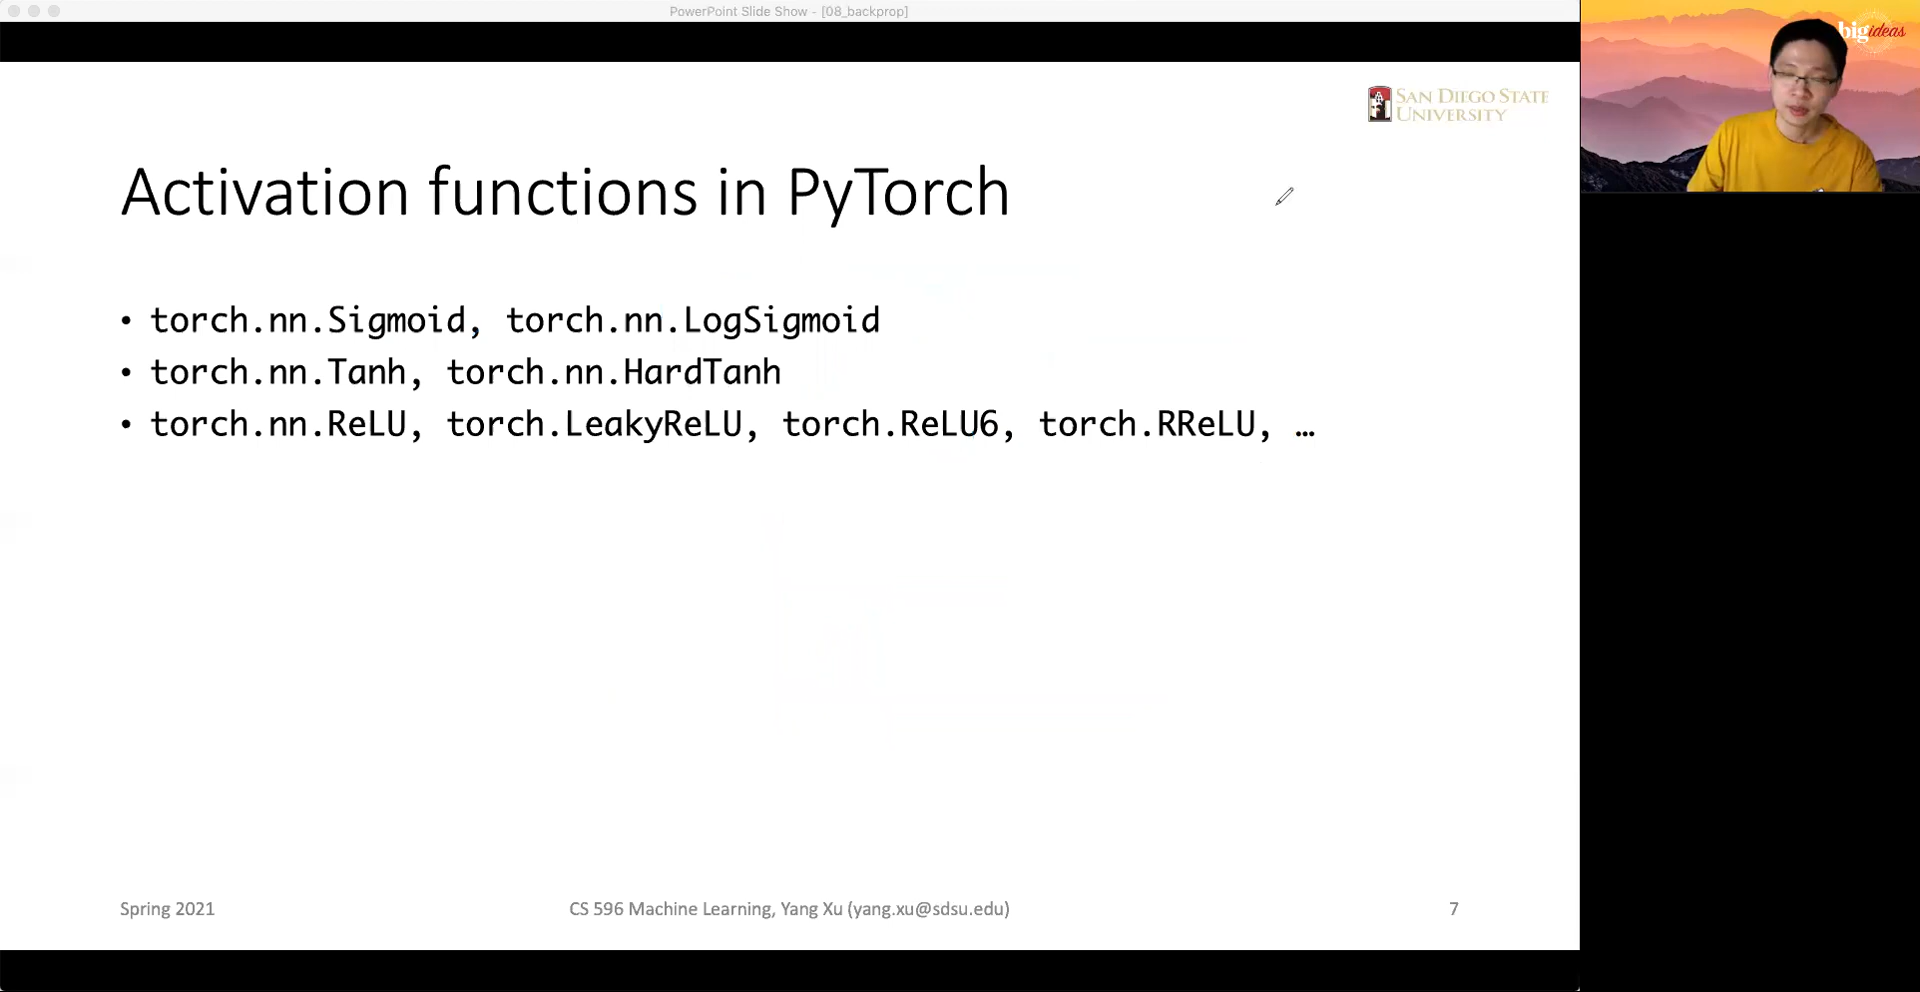 PowerPoint Slide Show - [08_backprop]
bigideas
SAN DIEGO STATE
UNIVERSITY
Activation functions in PyTorch
• torch.nn.Sigmoid, torch.nn.LogSigmoid
• torch.nn.Tanh, torch.nn.HardTanh
• torch.nn.ReLU, torch.LeakyReLU, torch.ReLU6, torch.RReLU, …
Spring 2021
CS 596 Machine Learning, Yang Xu (yang.xu@sdsu.edu)
7